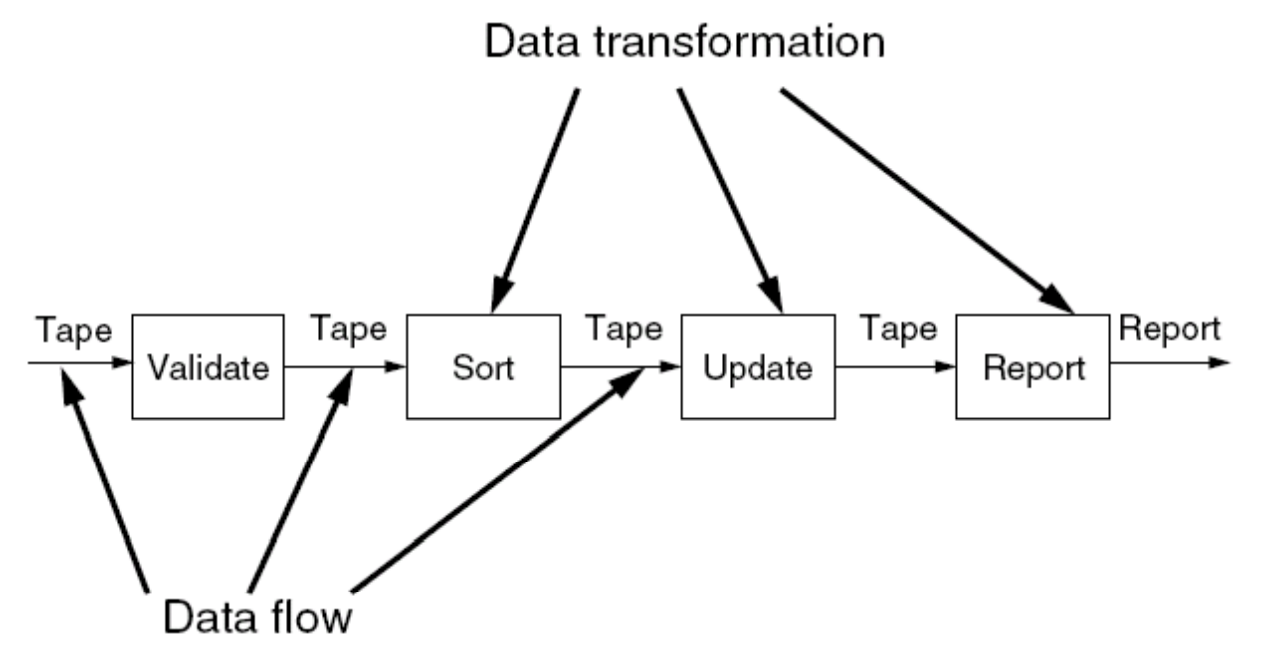 Data transformation
Tape
Validate
Tape
Sort
Tape
Update
Tape
Report
Report
Data flow